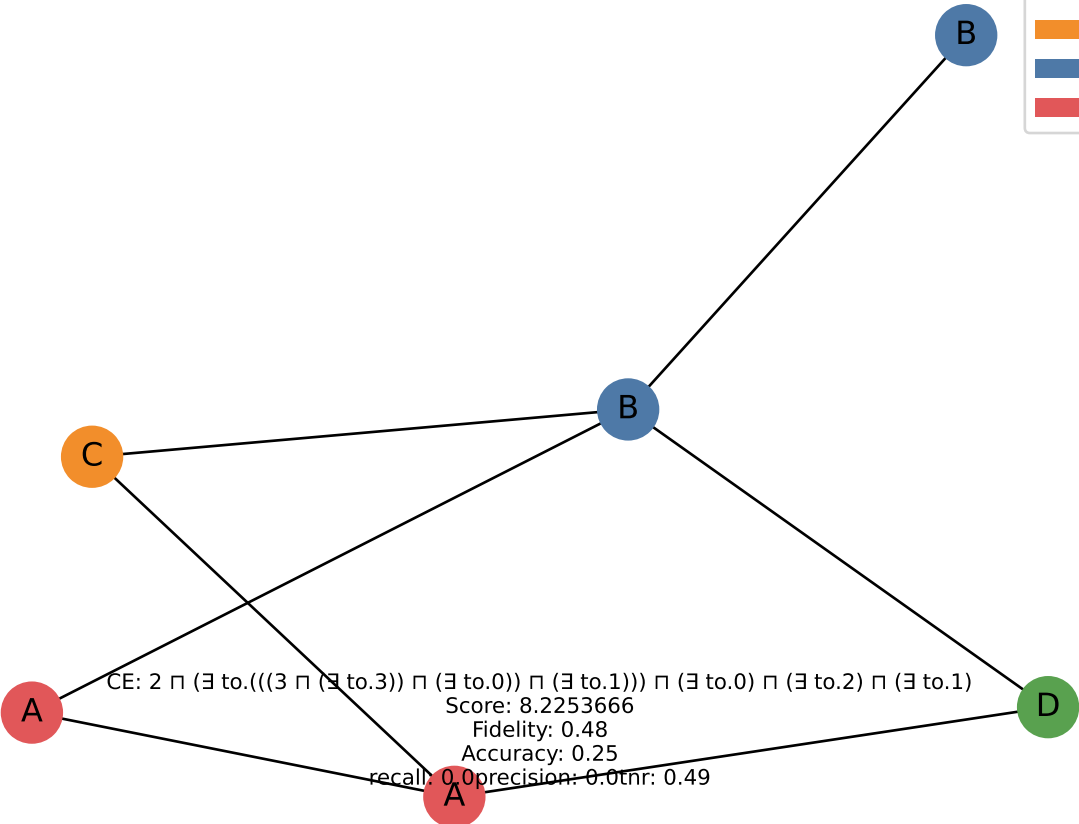 B
B
C
CE: 2 ⊓ (∃ to.(((3 ⊓ (∃ to.3)) ⊓ (∃ to.0)) ⊓ (∃ to.1))) ⊓ (∃ to.0) ⊓ (∃ to.2) ⊓ (∃ to.1)
A
D
Score: 8.2253666
Fidelity: 0.48
Accuracy: 0.25
recall: 0.0precision: 0.0tnr: 0.49
A